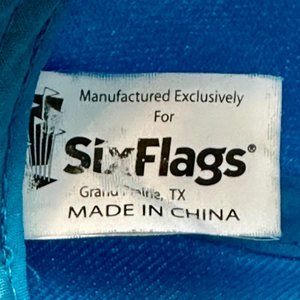 Manufactured Exclusively
For
SixFlags®
Grand Prairie, TX
MADE IN CHINA